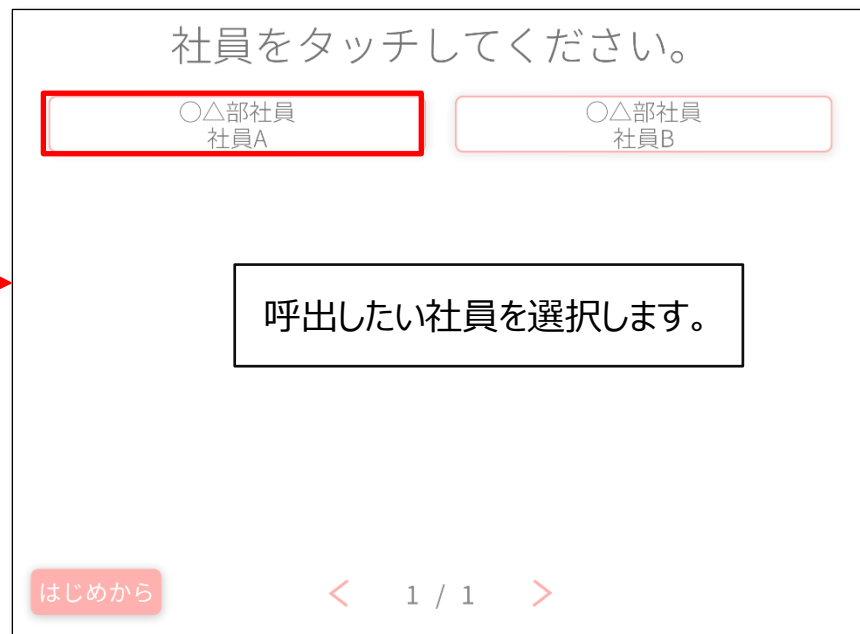 社員をタッチしてください。
○△部社員
社員A
○△部社員
社員B
呼出したい社員を選択します。
はじめから
< 1 / 1 >